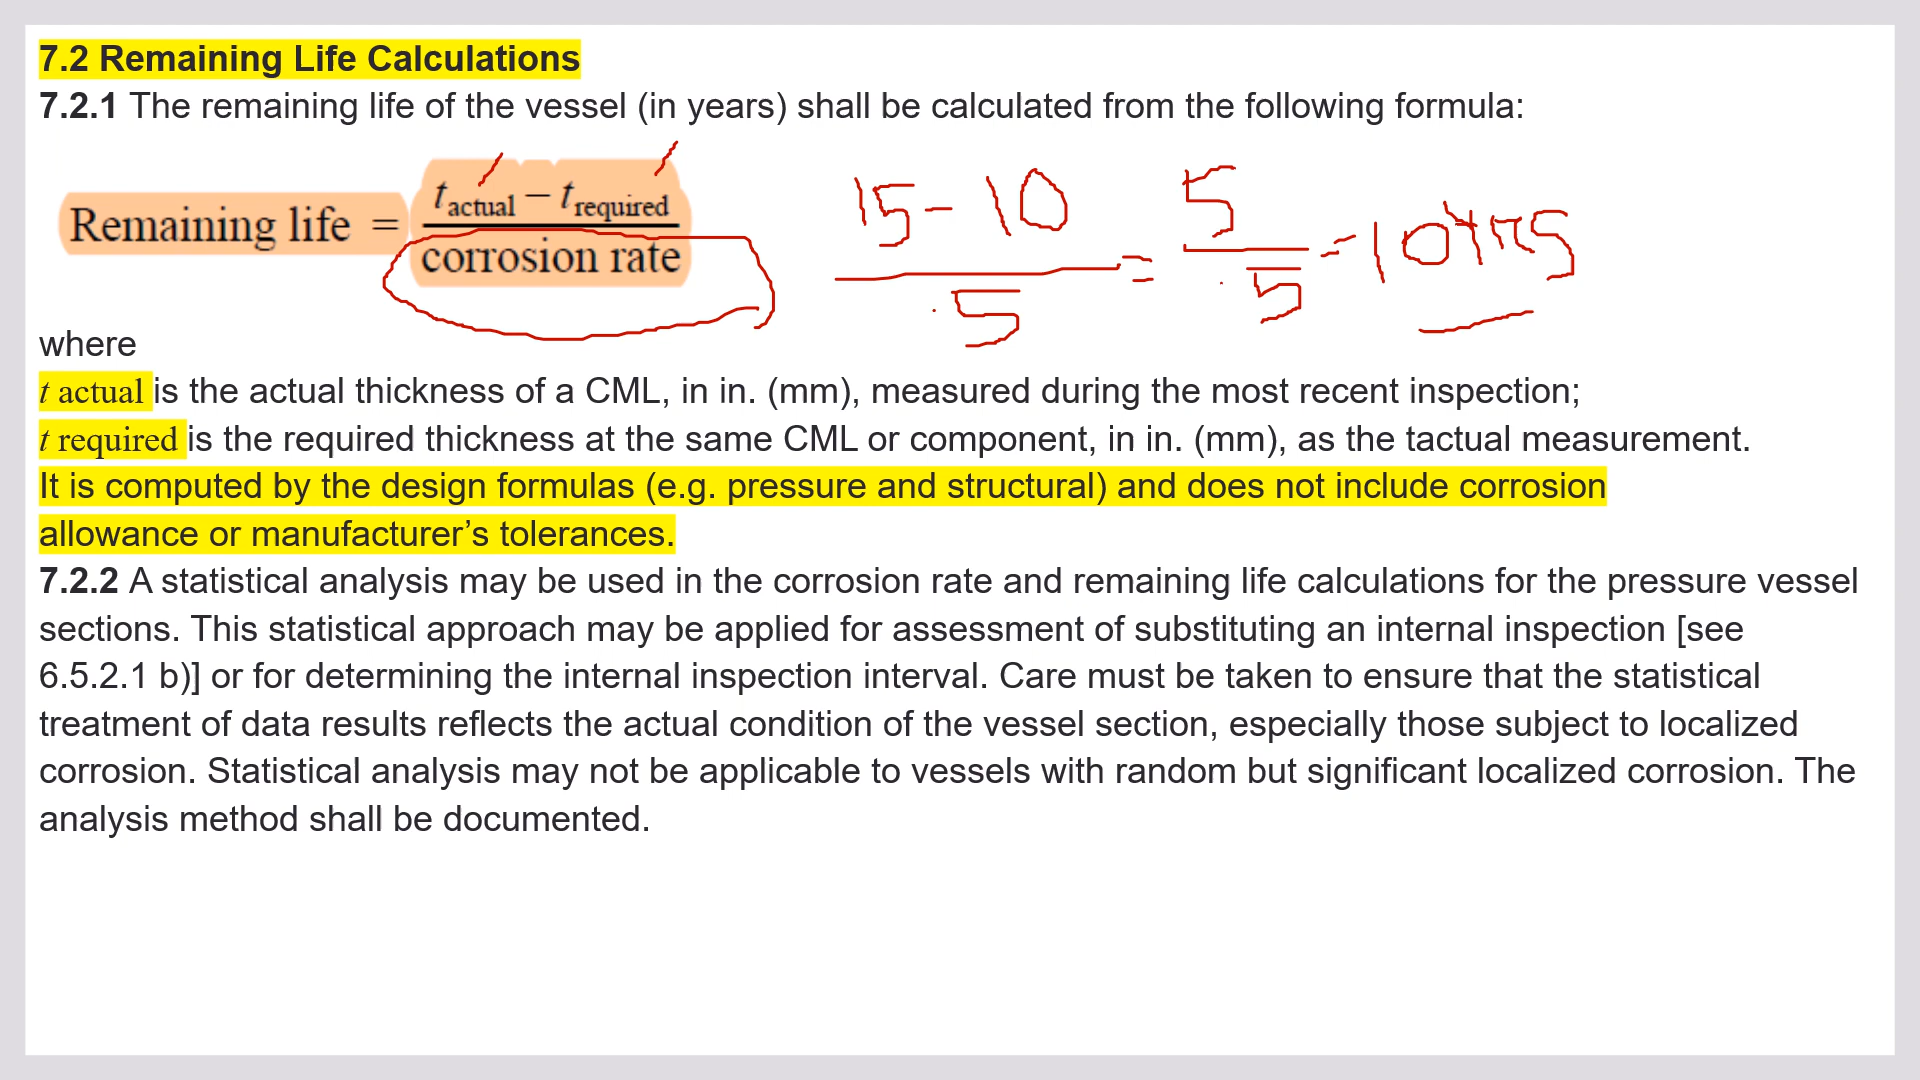 7.2 Remaining Life Calculations
7.2.1 The remaining life of the vessel (in years) shall be calculated from the following formula:
Remaining life = (t actual − t required) / corrosion rate
15 - 10 / .5 = 5 / .5 = 10 yrs
where
t actual is the actual thickness of a CML, in in. (mm), measured during the most recent inspection;
t required is the required thickness at the same CML or component, in in. (mm), as the tactual measurement.
It is computed by the design formulas (e.g. pressure and structural) and does not include corrosion
allowance or manufacturer’s tolerances.
7.2.2 A statistical analysis may be used in the corrosion rate and remaining life calculations for the pressure vessel
sections. This statistical approach may be applied for assessment of substituting an internal inspection [see
6.5.2.1 b)] or for determining the internal inspection interval. Care must be taken to ensure that the statistical
treatment of data results reflects the actual condition of the vessel section, especially those subject to localized
corrosion. Statistical analysis may not be applicable to vessels with random but significant localized corrosion. The
analysis method shall be documented.